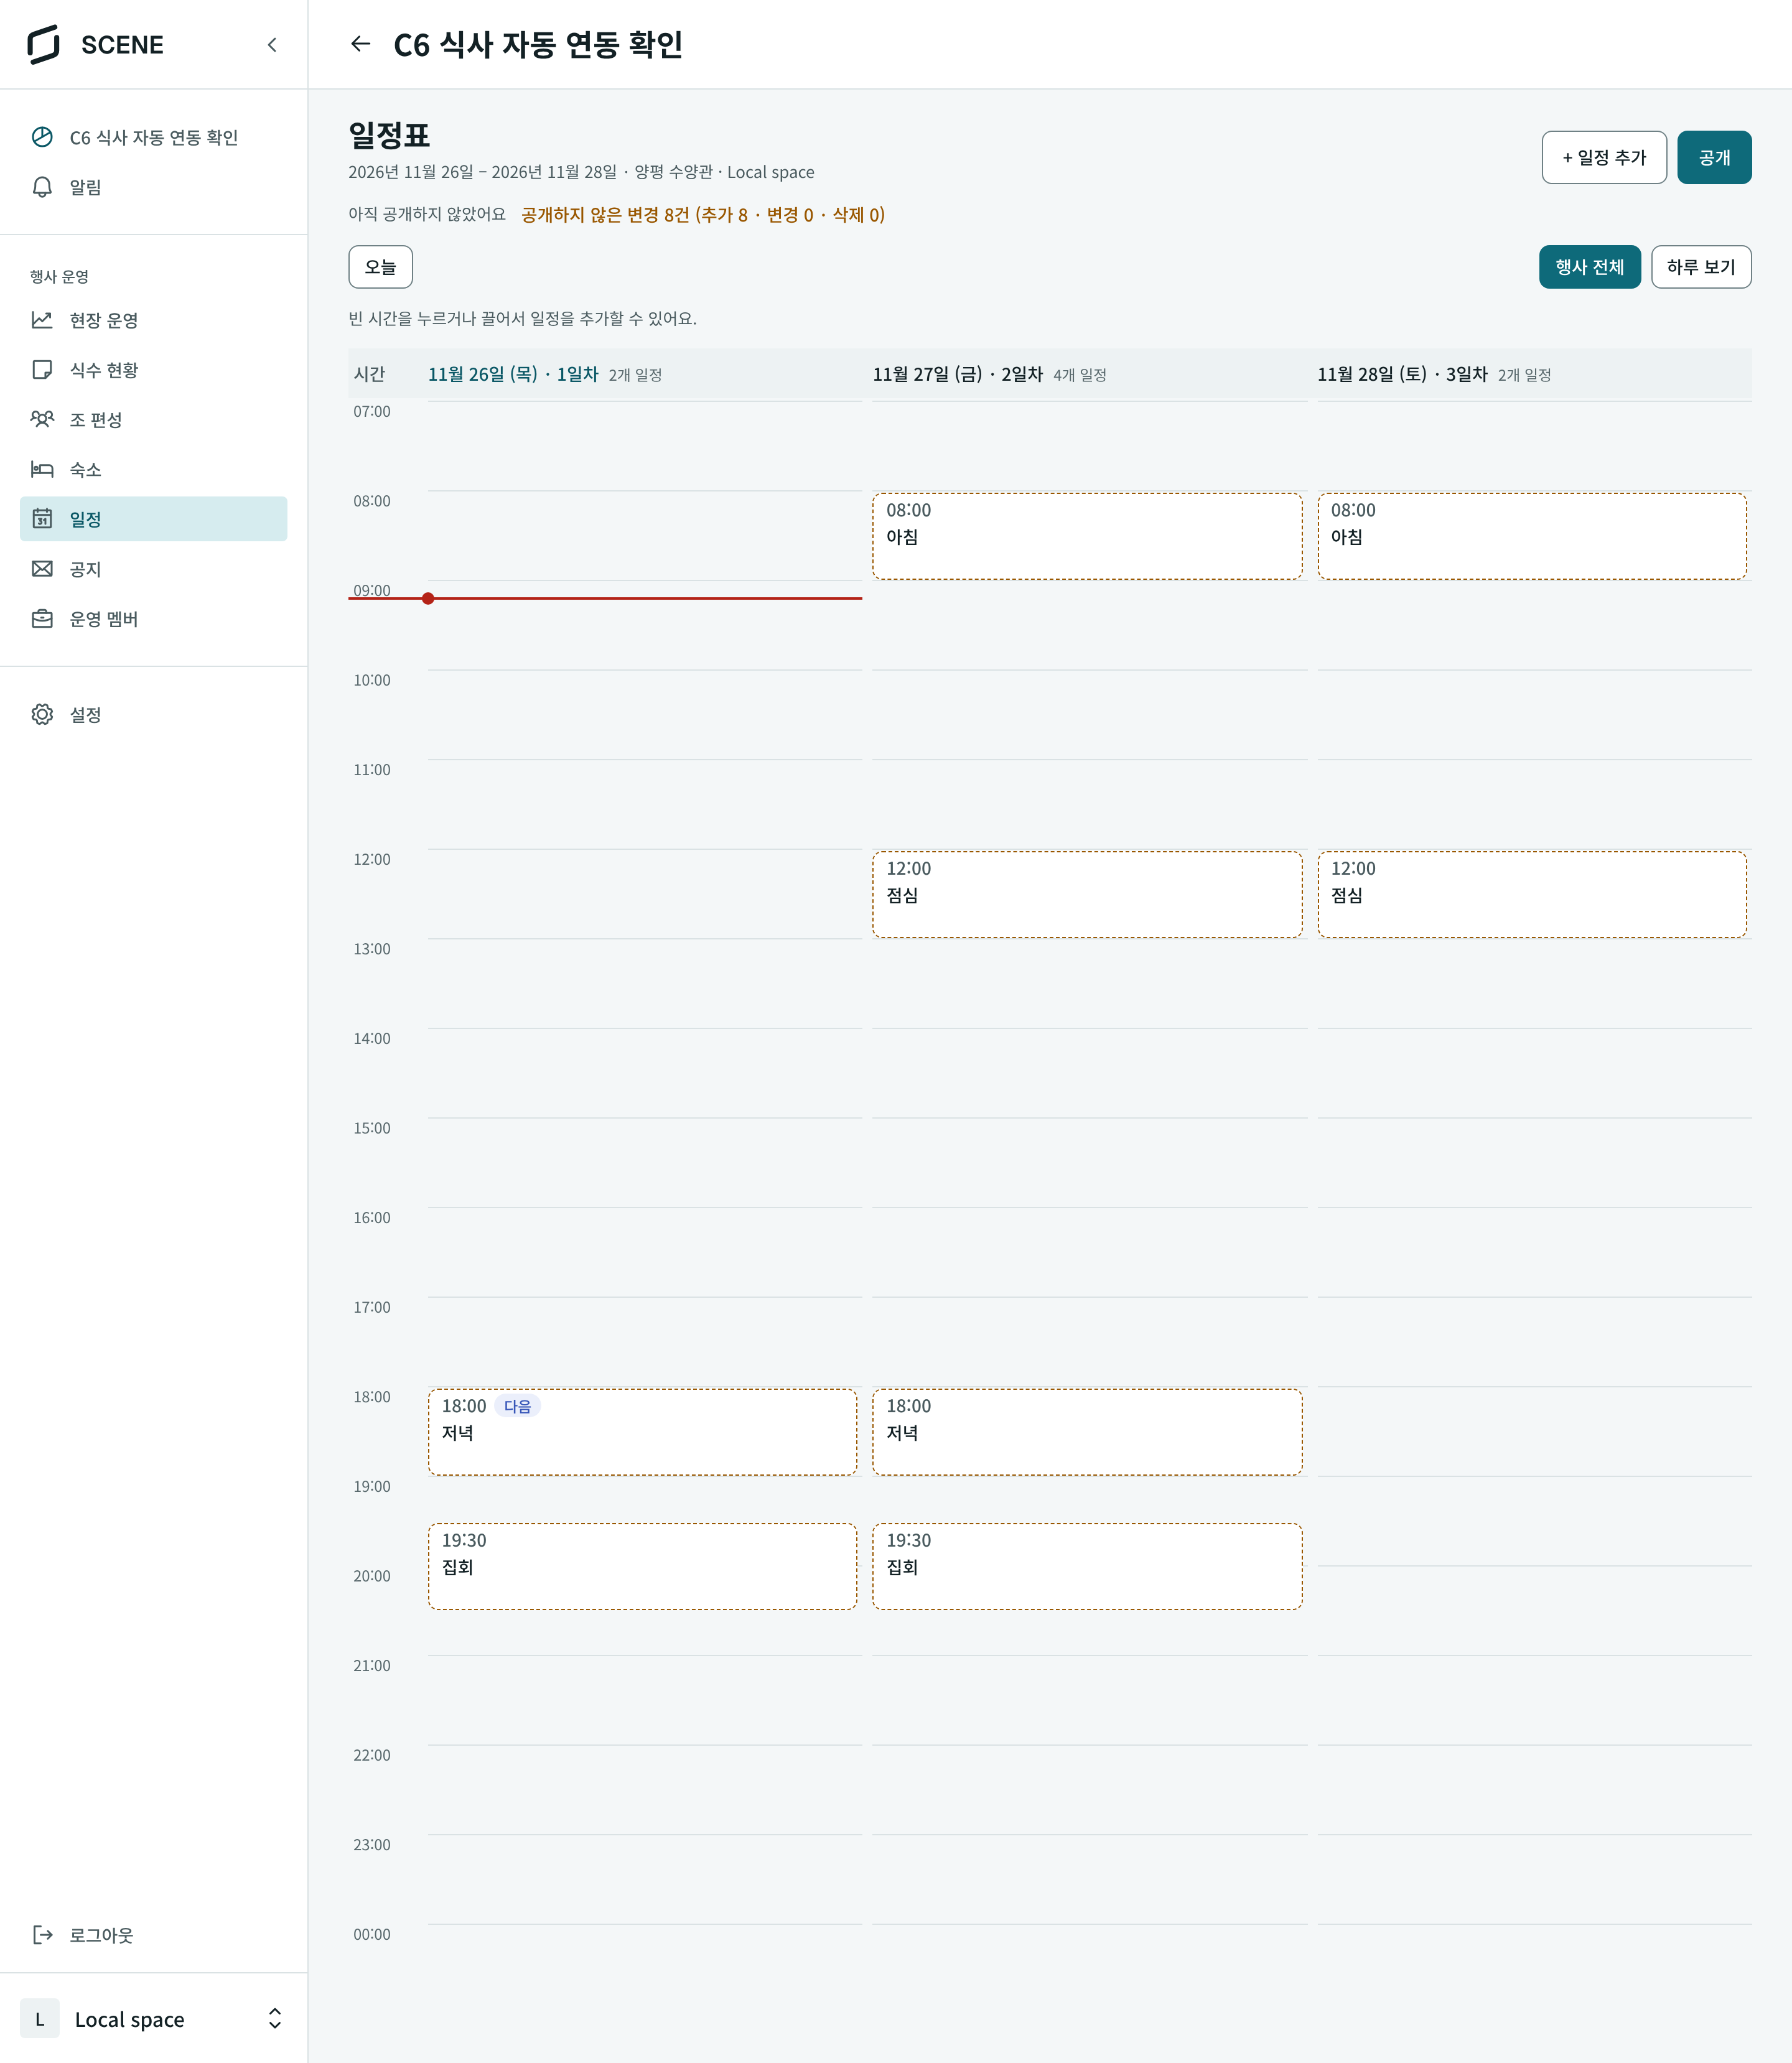 SCENE
C6 식사 자동 연동 확인
알림
행사 운영
현장 운영
식수 현황
조 편성
숙소
31
일정
공지
운영 멤버
설정
로그아웃
L
Local space
C6 식사 자동 연동 확인
일정표
2026년 11월 26일 – 2026년 11월 28일 · 양평 수양관 · Local space
+ 일정 추가
공개
아직 공개하지 않았어요 공개하지 않은 변경 8건 (추가 8 · 변경 0 · 삭제 0)
오늘
행사 전체
하루 보기
빈 시간을 누르거나 끌어서 일정을 추가할 수 있어요.
시간
11월 26일 (목) · 1일차 2개 일정
11월 27일 (금) · 2일차 4개 일정
11월 28일 (토) · 3일차 2개 일정
07:00
08:00
08:00
아침
08:00
아침
09:00
10:00
11:00
12:00
12:00
점심
12:00
점심
13:00
14:00
15:00
16:00
17:00
18:00
18:00 다음
저녁
18:00
저녁
19:00
19:30
집회
19:30
집회
20:00
21:00
22:00
23:00
00:00